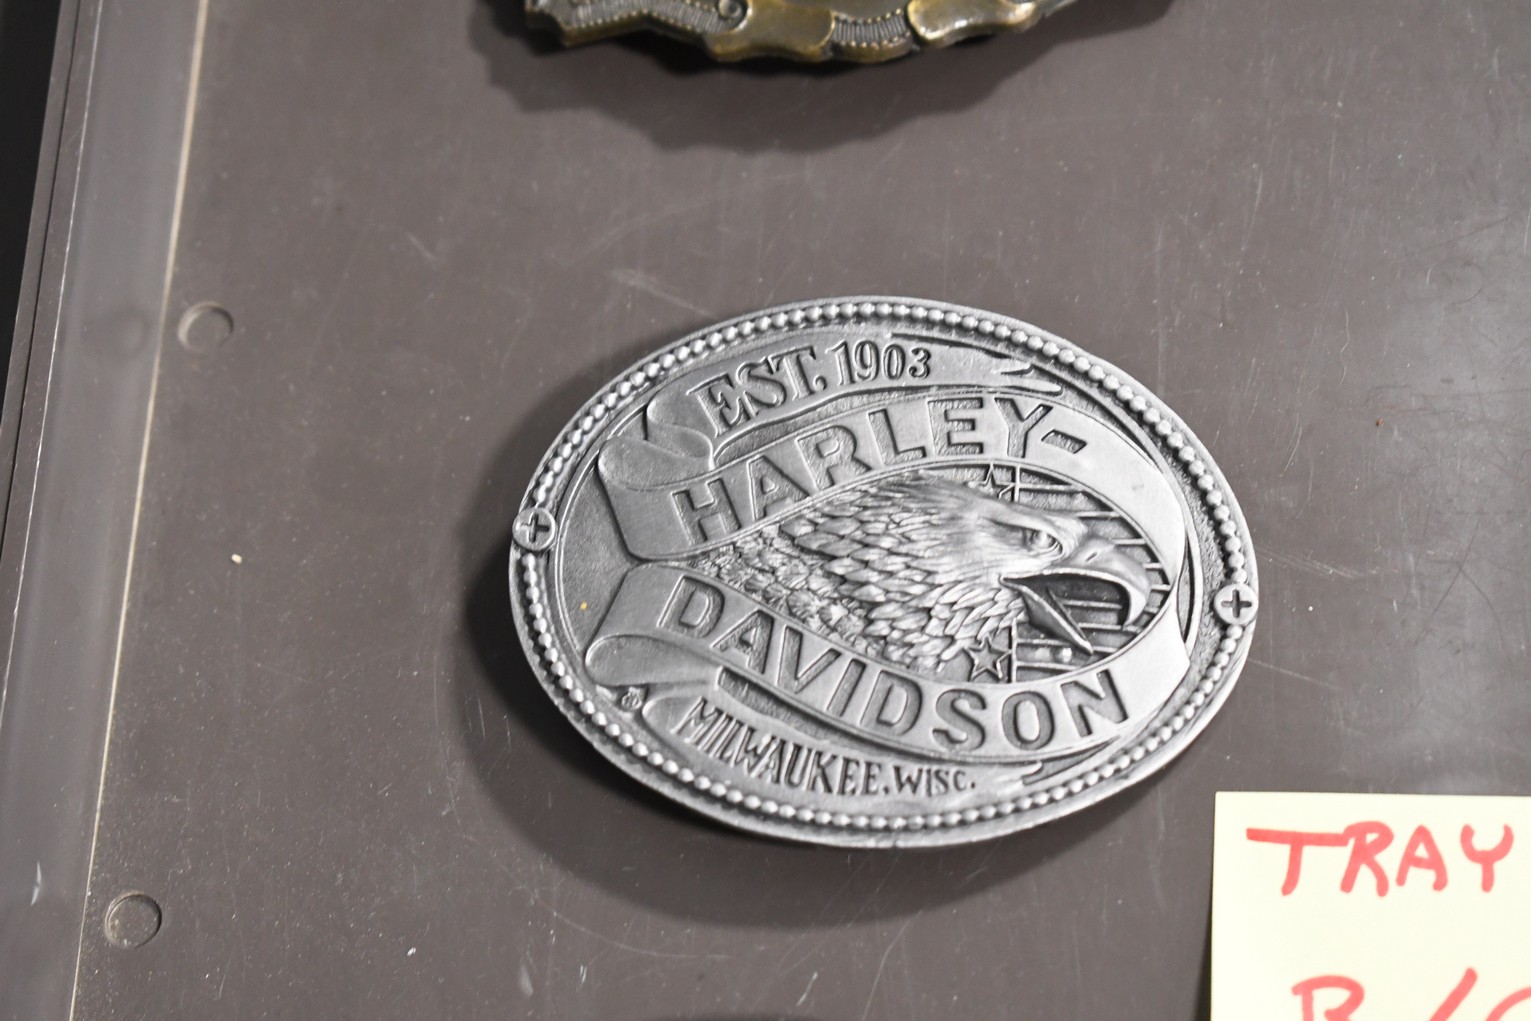 EST. 1903
HARLEY-
DAVIDSON
MILWAUKEE, WISC.
TRAY